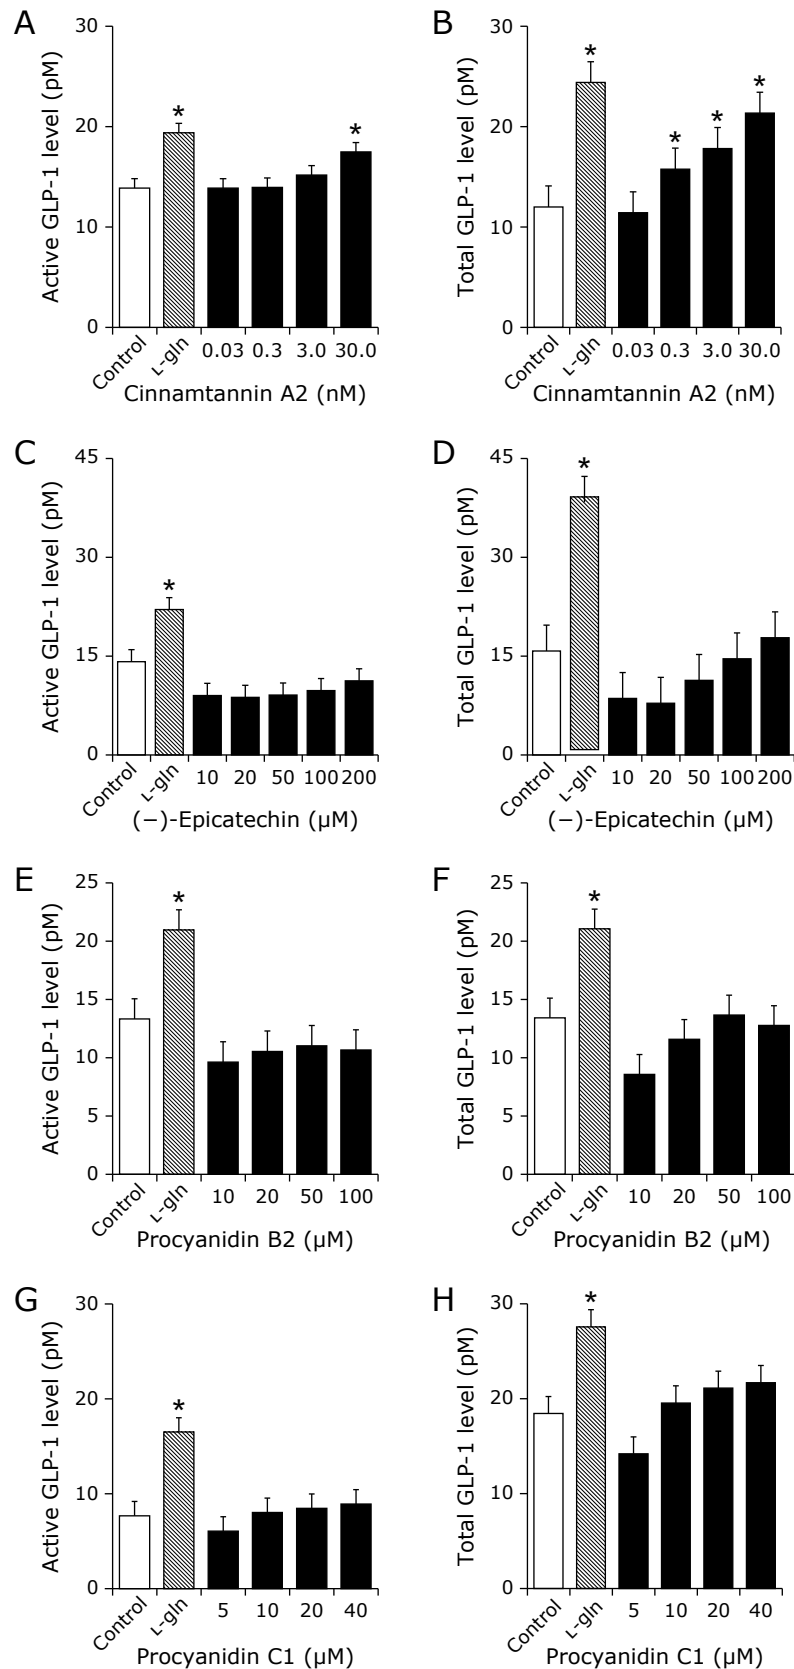 A
Active GLP-1 level (pM)
30
20
10
0
*
*
Control
L-gln
0.03 0.3 3.0 30.0
Cinnamtannin A2 (nM)
B
Total GLP-1 level (pM)
30
20
10
0
*
*
*
*
Control
L-gln
0.03 0.3 3.0 30.0
Cinnamtannin A2 (nM)
C
Active GLP-1 level (pM)
45
30
15
0
*
Control
L-gln
10 20 50 100 200
(−)-Epicatechin (μM)
D
Total GLP-1 level (pM)
45
30
15
0
*
Control
L-gln
10 20 50 100 200
(−)-Epicatechin (μM)
E
Active GLP-1 level (pM)
25
20
15
10
5
0
*
Control
L-gln
10 20 50 100
Procyanidin B2 (μM)
F
Total GLP-1 level (pM)
25
20
15
10
5
0
*
Control
L-gln
10 20 50 100
Procyanidin B2 (μM)
G
Active GLP-1 level (pM)
30
20
10
0
*
Control
L-gln
5 10 20 40
Procyanidin C1 (μM)
H
Total GLP-1 level (pM)
30
20
10
0
*
Control
L-gln
5 10 20 40
Procyanidin C1 (μM)